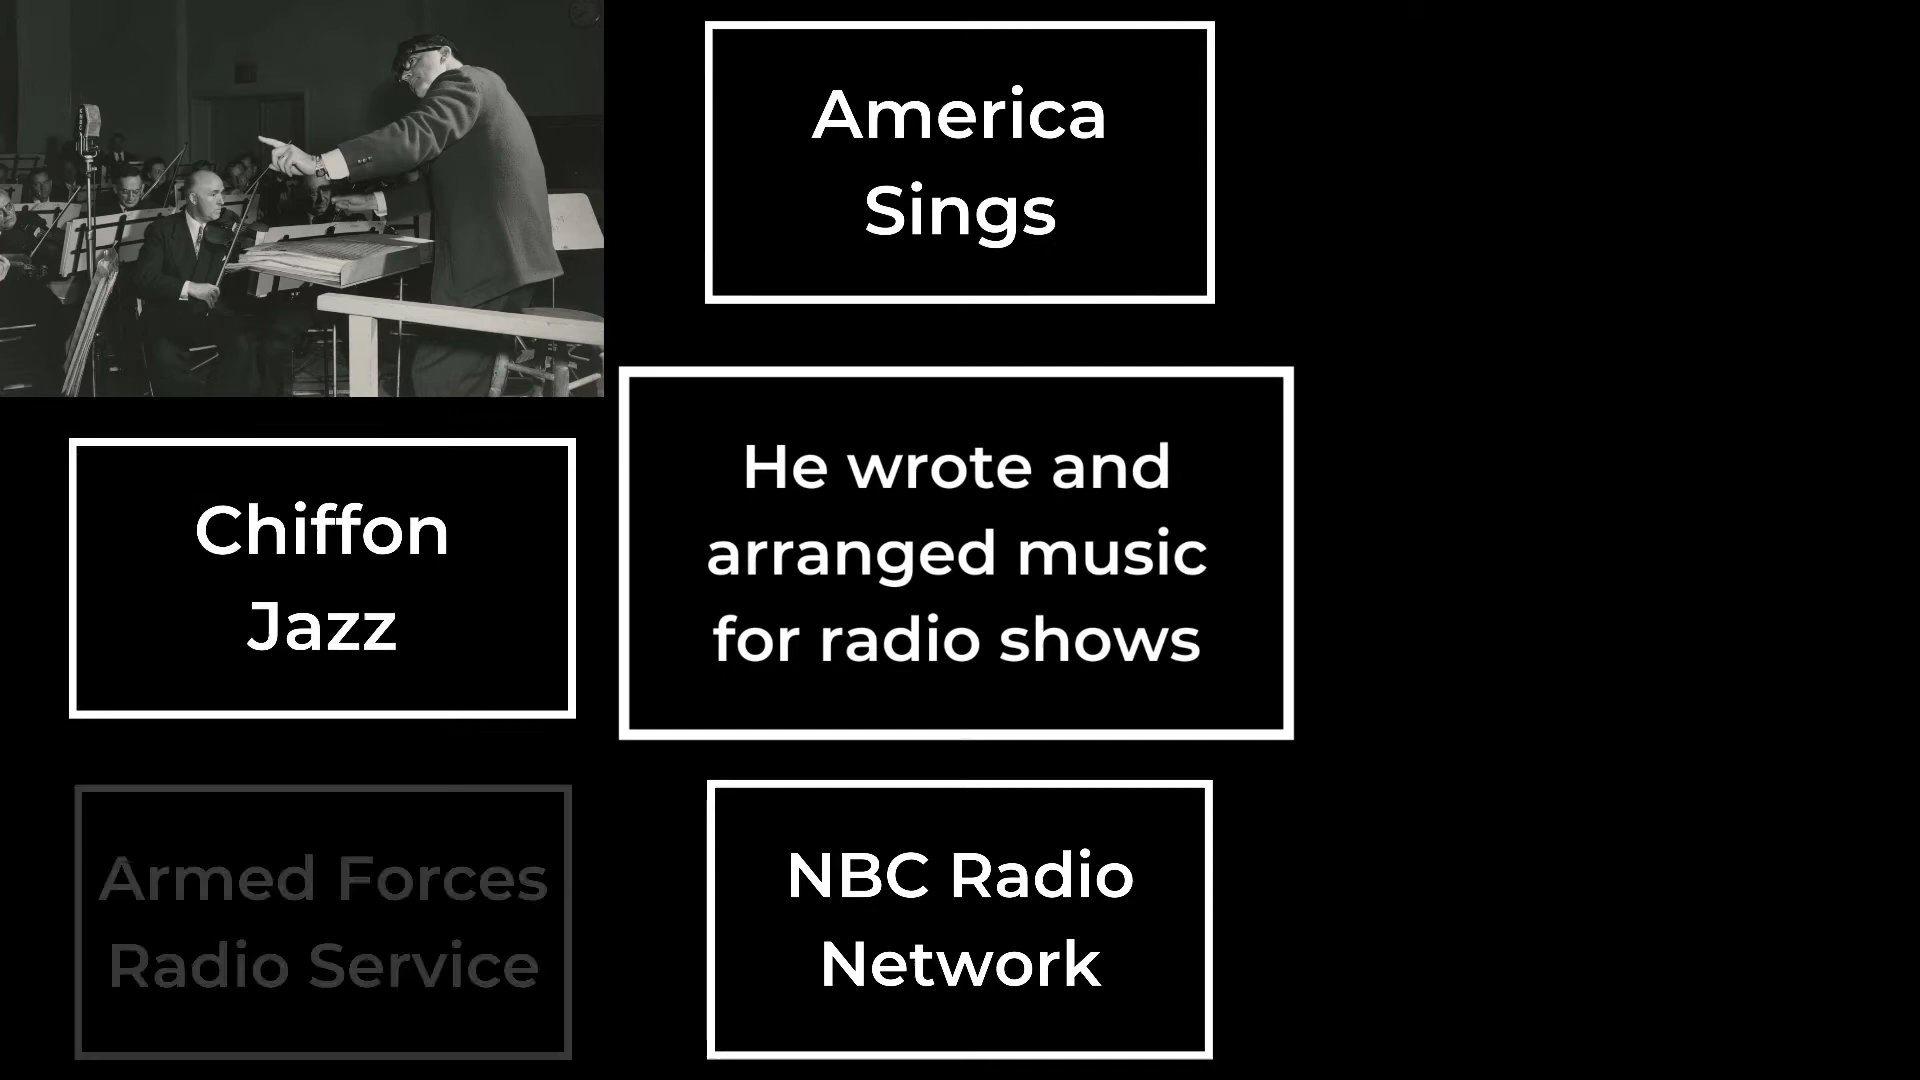 America
Sings
He wrote and
arranged music
for radio shows
Chiffon
Jazz
Armed Forces
Radio Service
NBC Radio
Network